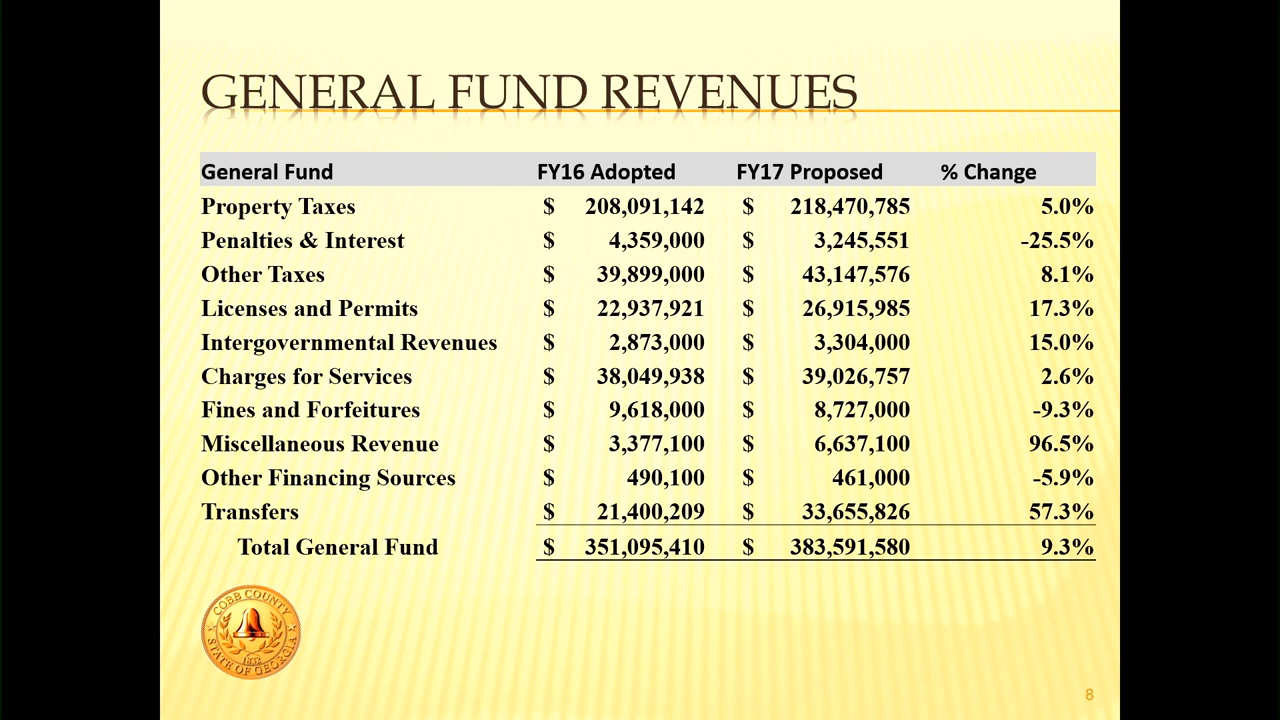 GENERAL FUND REVENUES
General Fund FY16 Adopted FY17 Proposed % Change
Property Taxes $ 208,091,142 $ 218,470,785 5.0%
Penalties & Interest $ 4,359,000 $ 3,245,551 -25.5%
Other Taxes $ 39,899,000 $ 43,147,576 8.1%
Licenses and Permits $ 22,937,921 $ 26,915,985 17.3%
Intergovernmental Revenues $ 2,873,000 $ 3,304,000 15.0%
Charges for Services $ 38,049,938 $ 39,026,757 2.6%
Fines and Forfeitures $ 9,618,000 $ 8,727,000 -9.3%
Miscellaneous Revenue $ 3,377,100 $ 6,637,100 96.5%
Other Financing Sources $ 490,100 $ 461,000 -5.9%
Transfers $ 21,400,209 $ 33,655,826 57.3%
Total General Fund $ 351,095,410 $ 383,591,580 9.3%
COBB COUNTY
1832
STATE OF GEORGIA
8